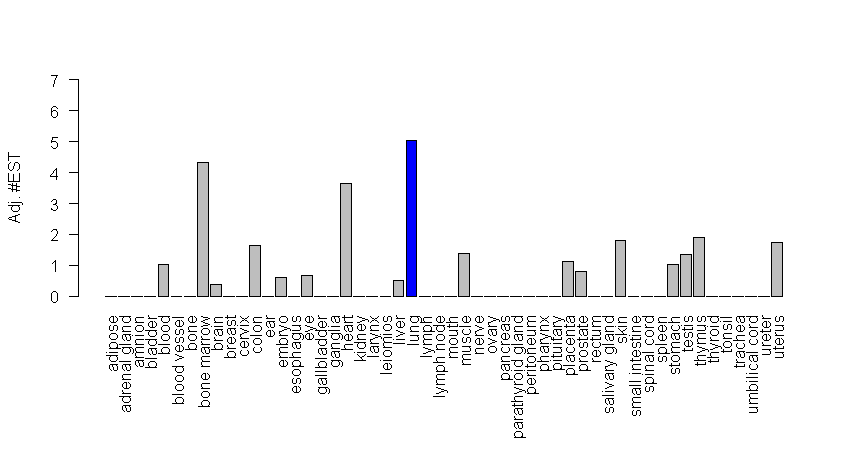 7
6
5
4
3
2
1
0
Adj. #EST
adipose
adrenal gland
amnion
bladder
blood
blood vessel
bone
bone marrow
brain
breast
cervix
colon
ear
embryo
esophagus
eye
gallbladder
ganglia
heart
kidney
larynx
leiomios
liver
lung
lymph
lymph node
mouth
muscle
nerve
ovary
pancreas
parathyroid gland
peritoneum
pharynx
pituitary
placenta
prostate
rectum
salivary gland
skin
small intestine
spinal cord
spleen
stomach
testis
thymus
thyroid
tonsil
trachea
umbilical cord
ureter
uterus